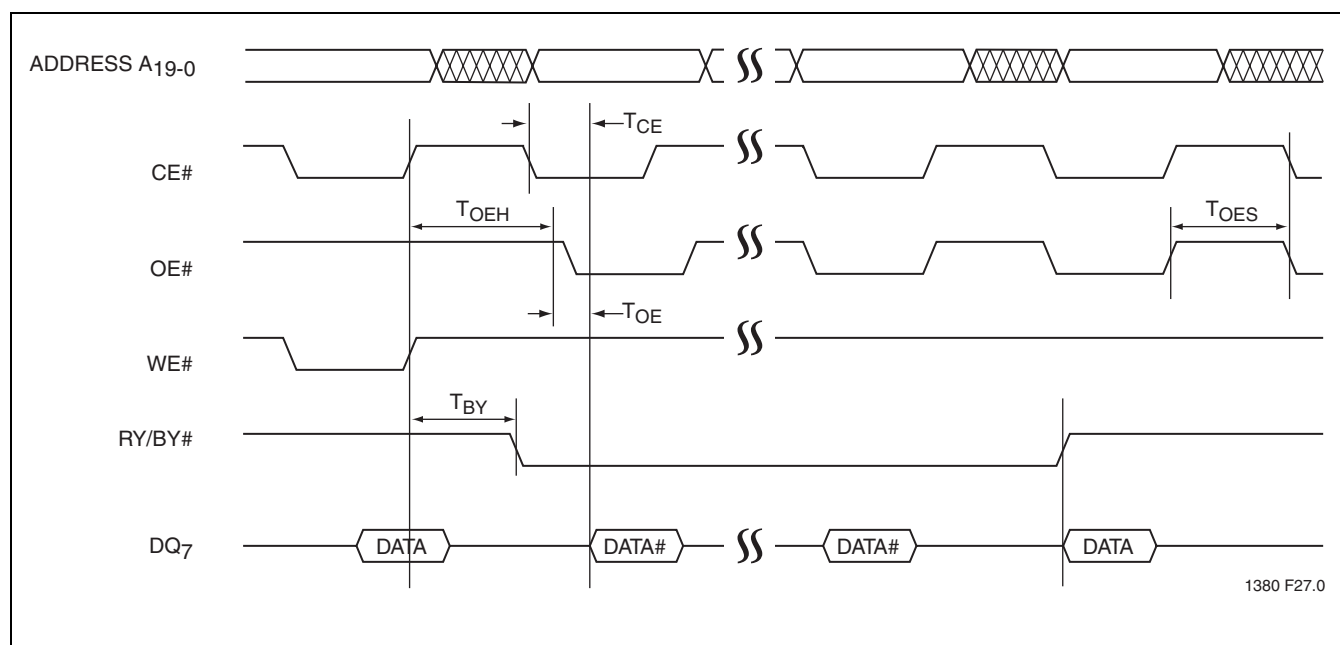 ADDRESS A19-0
TCE
CE#
TOEH
TOES
OE#
TOE
WE#
TBY
RY/BY#
DQ7
DATA
DATA#
DATA#
DATA
1380 F27.0